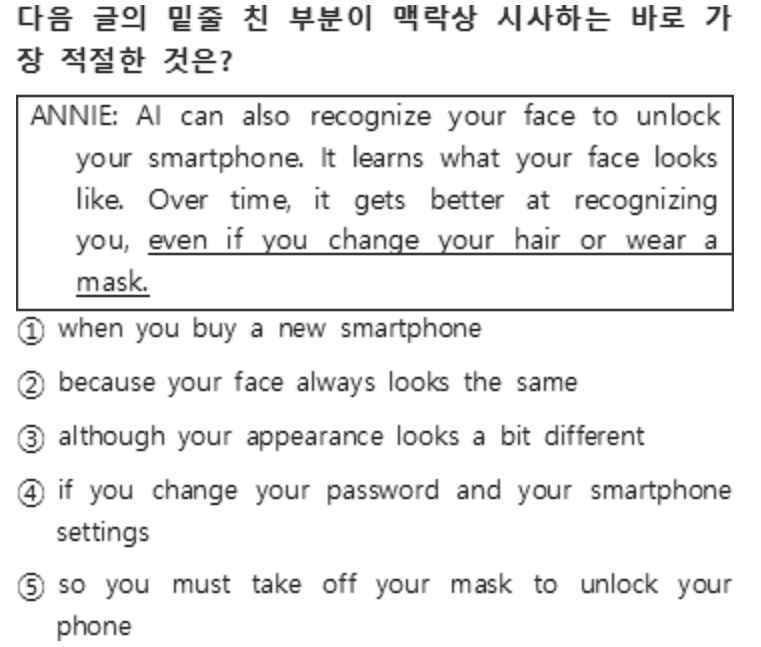 다음 글의 밑줄 친 부분이 맥락상 시사하는 바로 가
장 적절한 것은?
ANNIE: AI can also recognize your face to unlock
your smartphone. It learns what your face looks
like. Over time, it gets better at recognizing
you, even if you change your hair or wear a
mask.
① when you buy a new smartphone
② because your face always looks the same
③ although your appearance looks a bit different
④ if you change your password and your smartphone
settings
⑤ so you must take off your mask to unlock your
phone